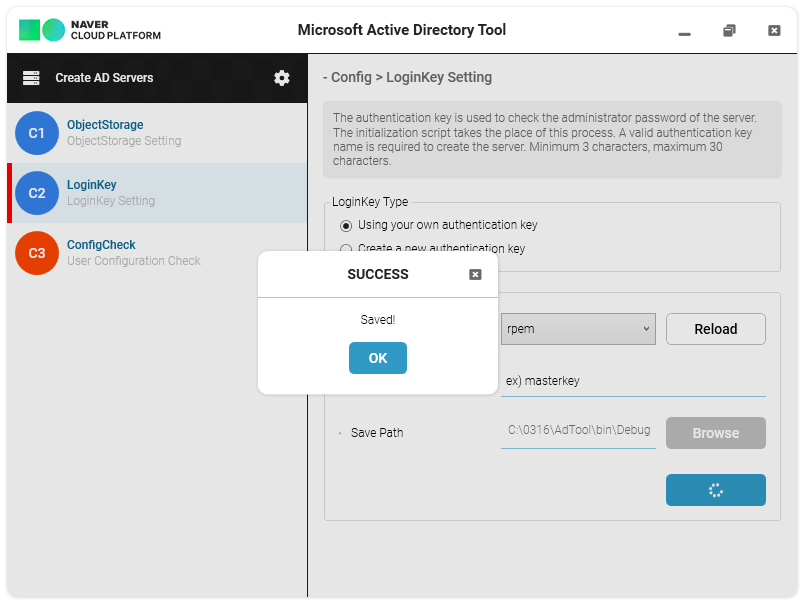 NAVER
CLOUD PLATFORM
Microsoft Active Directory Tool
Create AD Servers
C1
ObjectStorage
ObjectStorage Setting
C2
LoginKey
LoginKey Setting
C3
ConfigCheck
User Configuration Check
- Config > LoginKey Setting
The authentication key is used to check the administrator password of the server.
The initialization script takes the place of this process. A valid authentication key
name is required to create the server. Minimum 3 characters, maximum 30
characters.
LoginKey Type
Using your own authentication key
Create a new authentication key
SUCCESS
Saved!
OK
rpem
Reload
ex) masterkey
· Save Path
C:\0316\AdTool\bin\Debug
Browse